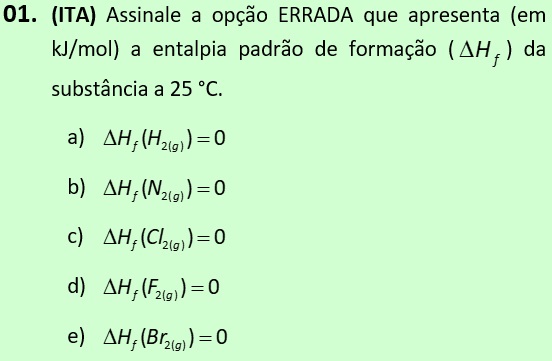 01. (ITA) Assinale a opção ERRADA que apresenta (em
kJ/mol) a entalpia padrão de formação (ΔH_f) da
substância a 25 °C.
a) ΔH_f(H_2(g))=0
b) ΔH_f(N_2(g))=0
c) ΔH_f(Cl_2(g))=0
d) ΔH_f(F_2(g))=0
e) ΔH_f(Br_2(g))=0